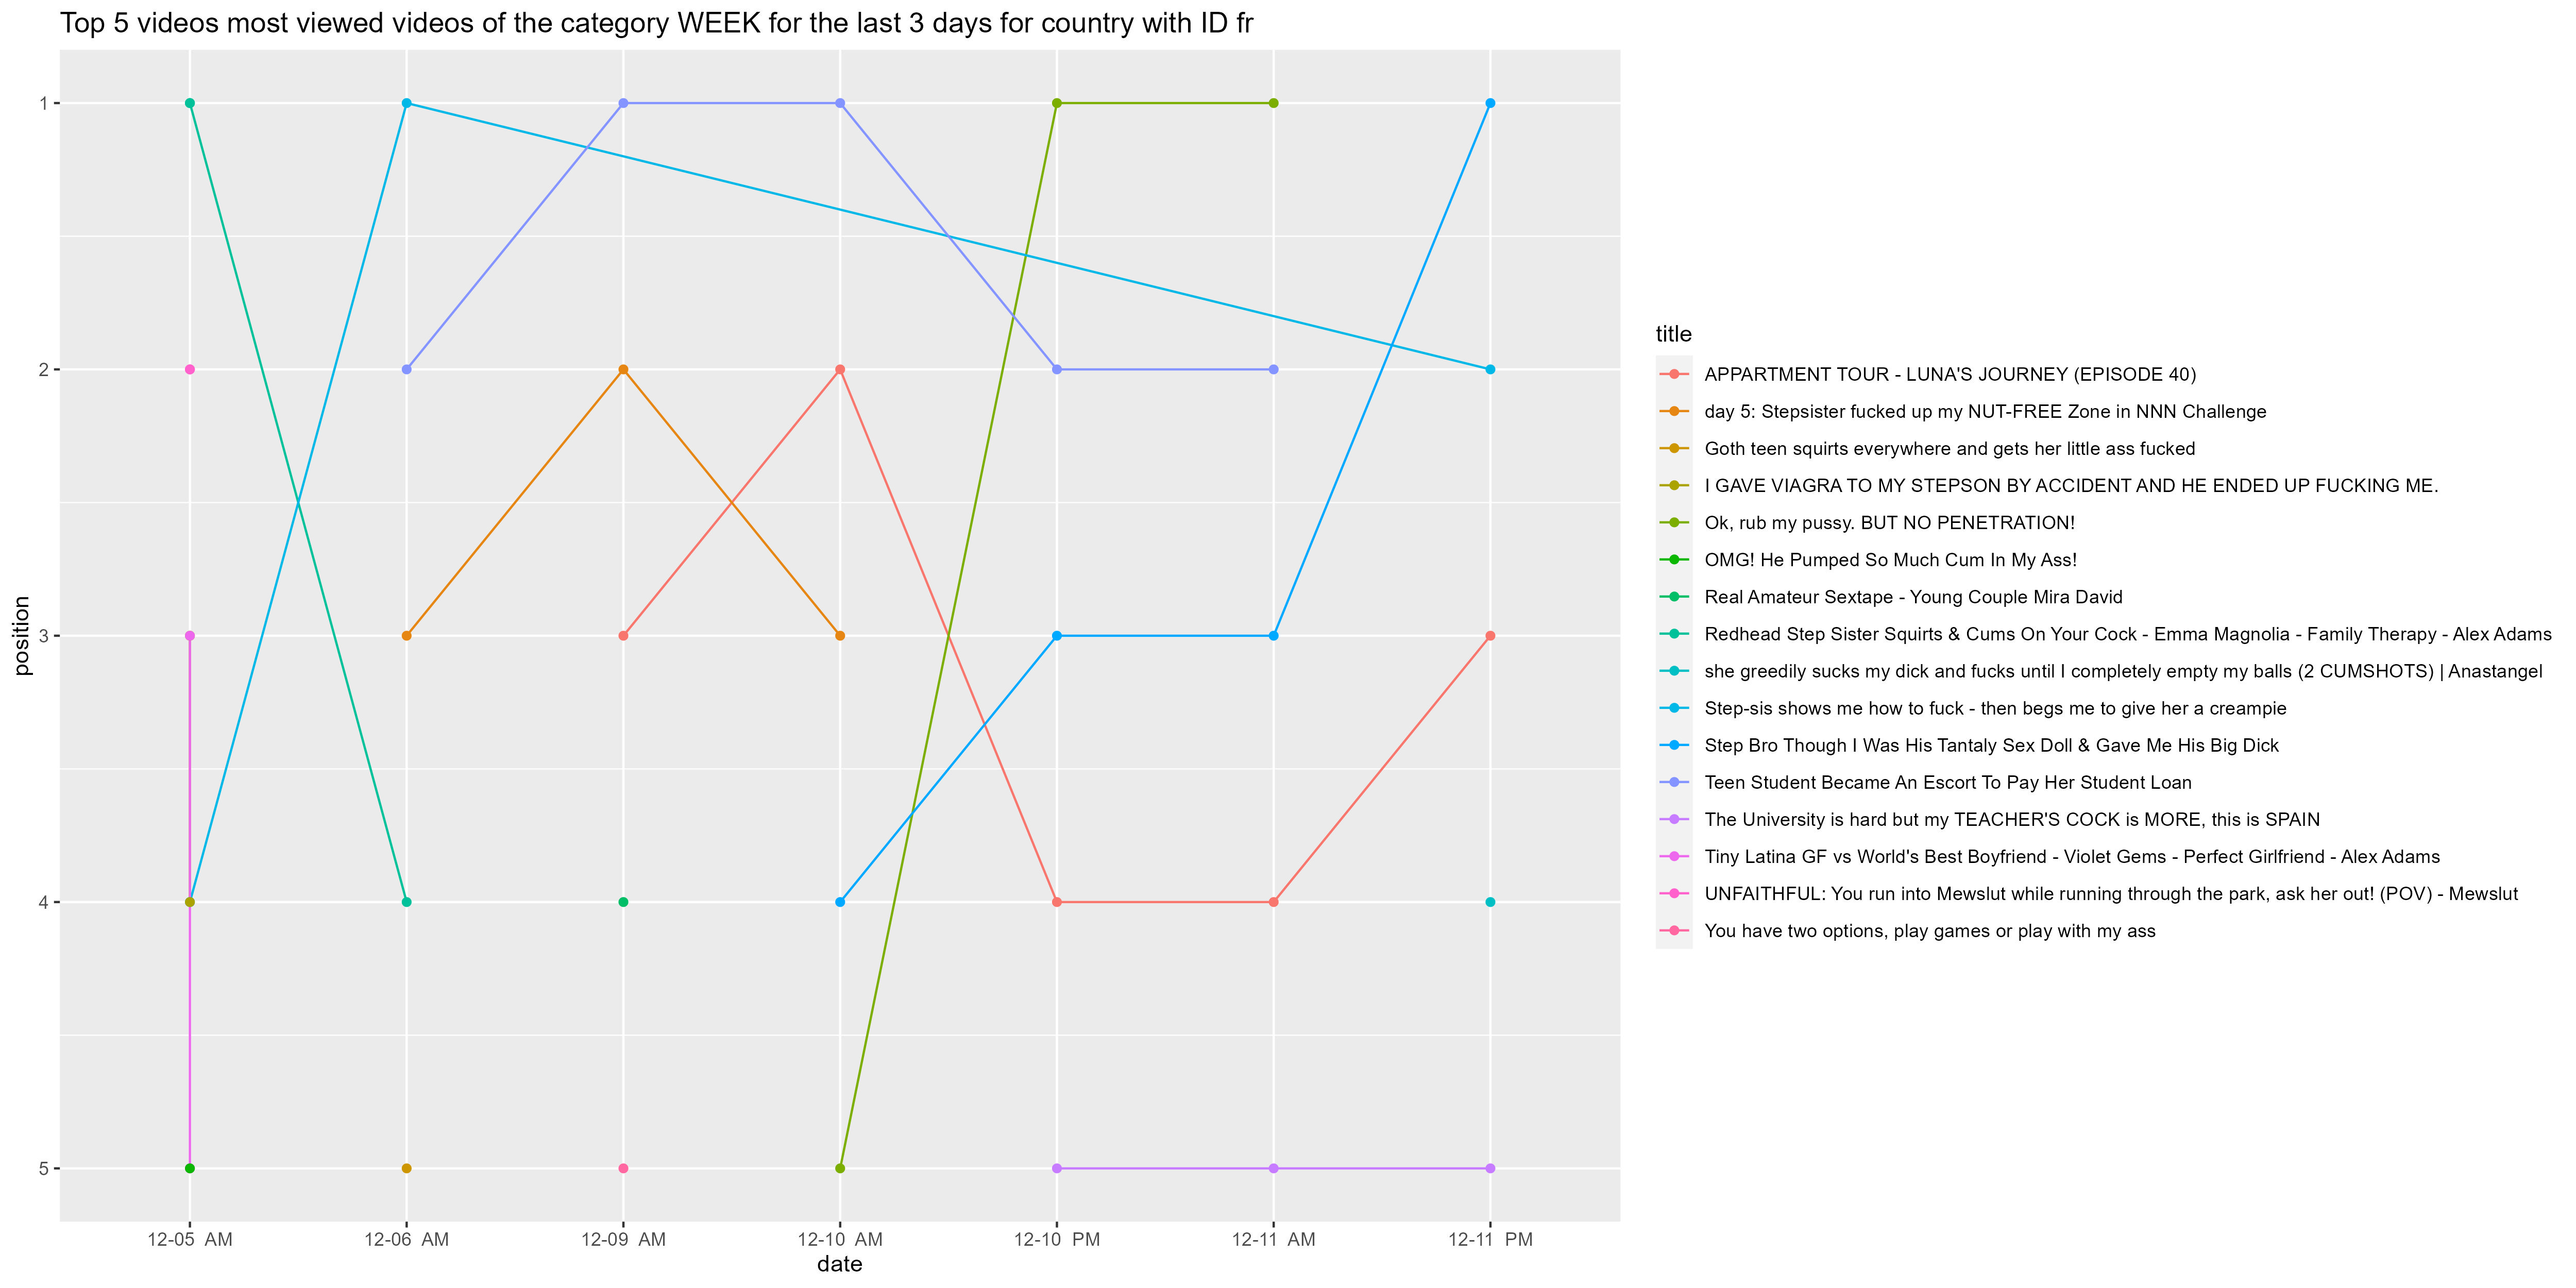 Top 5 videos most viewed videos of the category WEEK for the last 3 days for country with ID fr
position
1
2
3
4
5
12-05 AM
12-06 AM
12-09 AM
12-10 AM
12-10 PM
12-11 AM
12-11 PM
date
title
APPARTMENT TOUR - LUNA'S JOURNEY (EPISODE 40)
day 5: Stepsister fucked up my NUT-FREE Zone in NNN Challenge
Goth teen squirts everywhere and gets her little ass fucked
I GAVE VIAGRA TO MY STEPSON BY ACCIDENT AND HE ENDED UP FUCKING ME.
Ok, rub my pussy. BUT NO PENETRATION!
OMG! He Pumped So Much Cum In My Ass!
Real Amateur Sextape - Young Couple Mira David
Redhead Step Sister Squirts & Cums On Your Cock - Emma Magnolia - Family Therapy - Alex Adams
she greedily sucks my dick and fucks until I completely empty my balls (2 CUMSHOTS) | Anastangel
Step-sis shows me how to fuck - then begs me to give her a creampie
Step Bro Though I Was His Tantaly Sex Doll & Gave Me His Big Dick
Teen Student Became An Escort To Pay Her Student Loan
The University is hard but my TEACHER'S COCK is MORE, this is SPAIN
Tiny Latina GF vs World's Best Boyfriend - Violet Gems - Perfect Girlfriend - Alex Adams
UNFAITHFUL: You run into Mewslut while running through the park, ask her out! (POV) - Mewslut
You have two options, play games or play with my ass